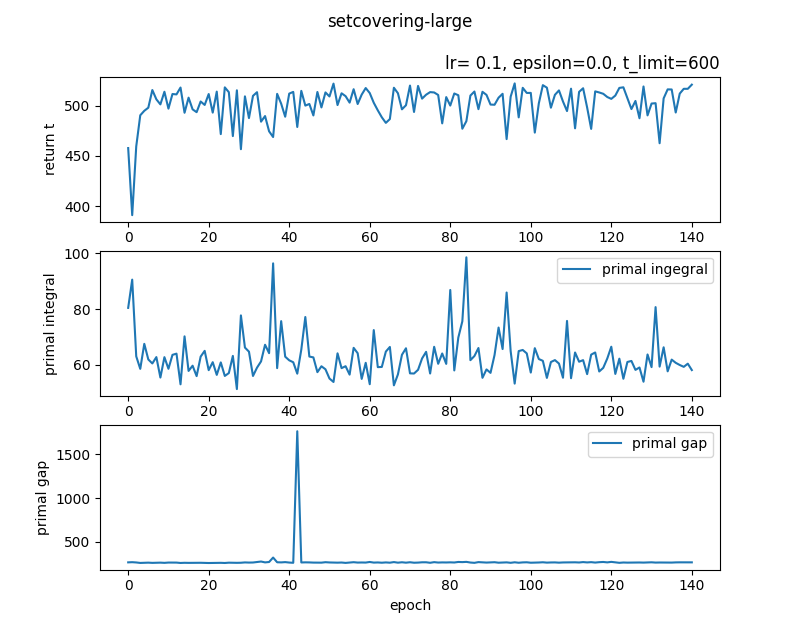 setcovering-large
lr= 0.1, epsilon=0.0, t_limit=600
return t
500
450
400
0 20 40 60 80 100 120 140
primal integral
100
80
60
primal ingegral
0 20 40 60 80 100 120 140
primal gap
1500
1000
500
primal gap
0 20 40 60 80 100 120 140
epoch